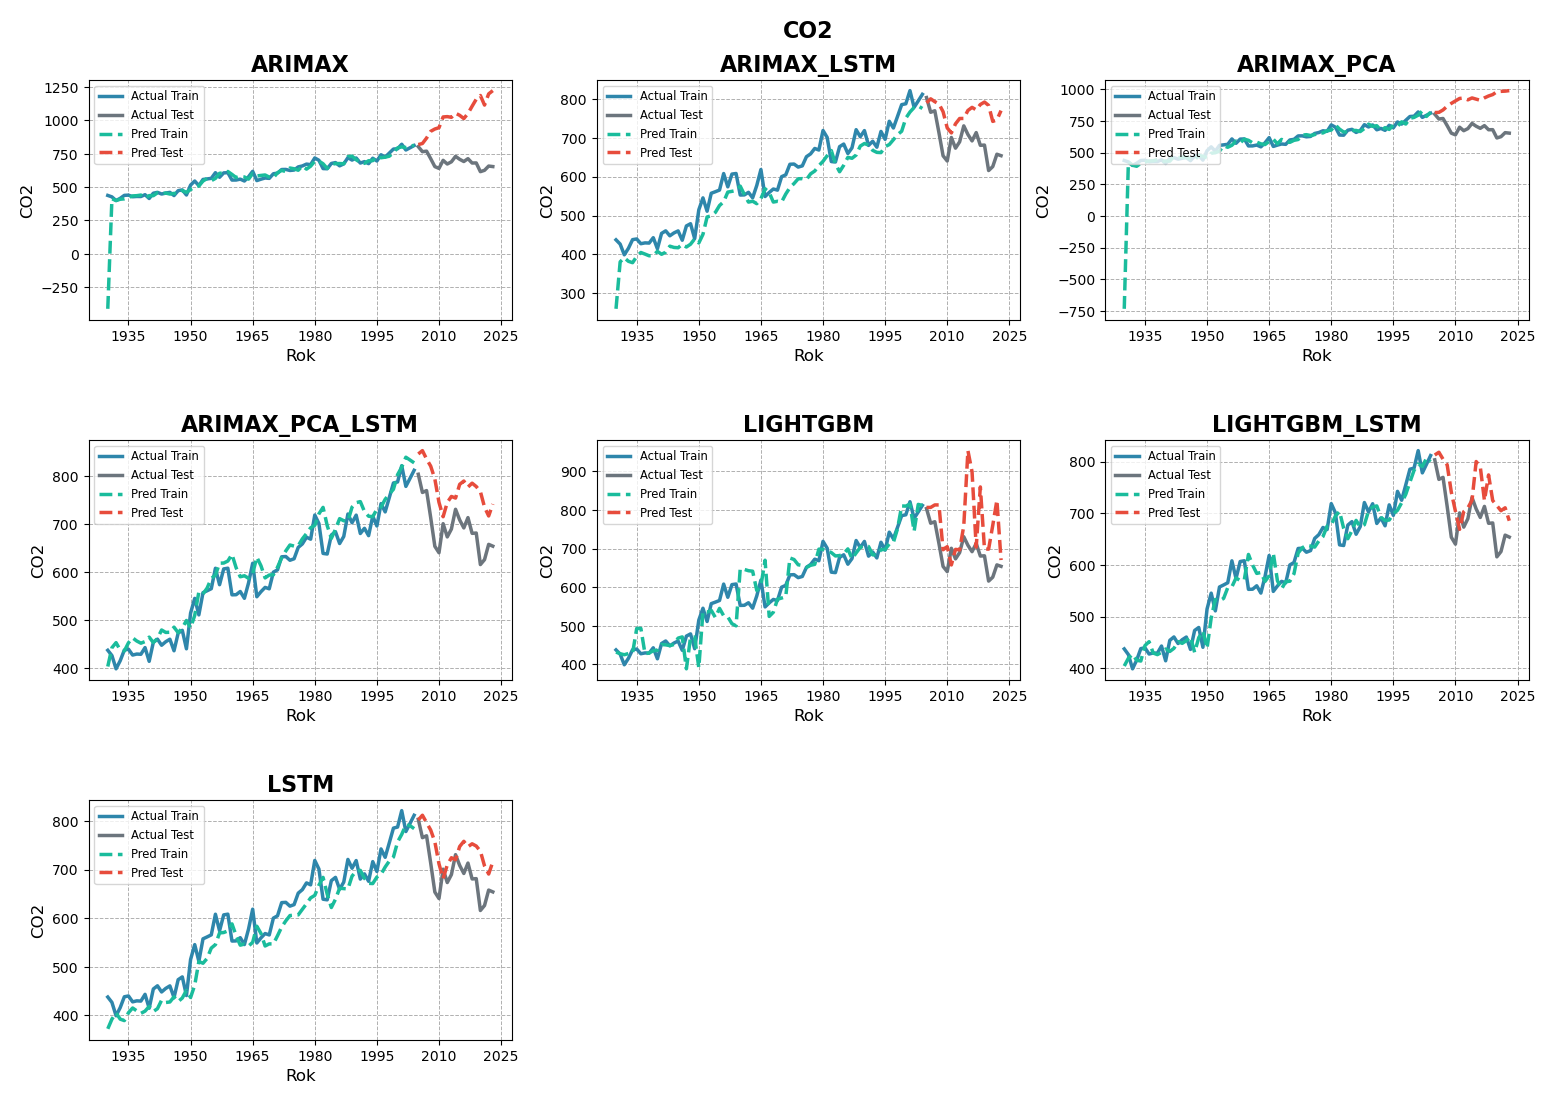 CO2
ARIMAX
1250
1000
750
500
250
0
−250
CO2
Actual Train
Actual Test
Pred Train
Pred Test
1935 1950 1965 1980 1995 2010 2025
Rok
ARIMAX_LSTM
800
700
600
500
400
300
CO2
Actual Train
Actual Test
Pred Train
Pred Test
1935 1950 1965 1980 1995 2010 2025
Rok
ARIMAX_PCA
1000
750
500
250
0
−250
−500
−750
CO2
Actual Train
Actual Test
Pred Train
Pred Test
1935 1950 1965 1980 1995 2010 2025
Rok
ARIMAX_PCA_LSTM
800
700
600
500
400
CO2
Actual Train
Actual Test
Pred Train
Pred Test
1935 1950 1965 1980 1995 2010 2025
Rok
LIGHTGBM
900
800
700
600
500
400
CO2
Actual Train
Actual Test
Pred Train
Pred Test
1935 1950 1965 1980 1995 2010 2025
Rok
LIGHTGBM_LSTM
800
700
600
500
400
CO2
Actual Train
Actual Test
Pred Train
Pred Test
1935 1950 1965 1980 1995 2010 2025
Rok
LSTM
800
700
600
500
400
CO2
Actual Train
Actual Test
Pred Train
Pred Test
1935 1950 1965 1980 1995 2010 2025
Rok